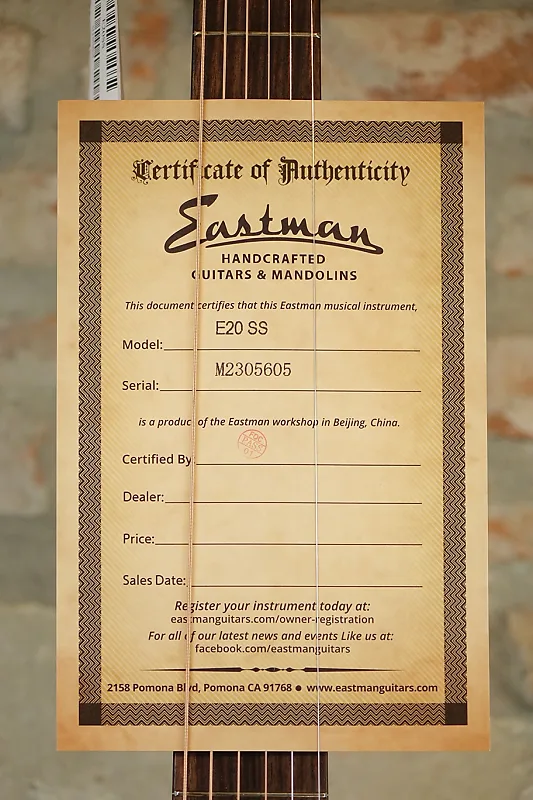 Certificate of Authenticity
Eastman
HANDCRAFTED
GUITARS & MANDOLINS
This document certifies that this Eastman musical instrument,
Model: E20 SS
Serial: M2305605
is a product of the Eastman workshop in Beijing, China.
Certified By
Dealer:
Price:
Sales Date:
Register your instrument today at:
eastmanguitars.com/owner-registration
For all of our latest news and events Like us at:
facebook.com/eastmanguitars
2158 Pomona Blvd, Pomona CA 91768 ● www.eastmanguitars.com